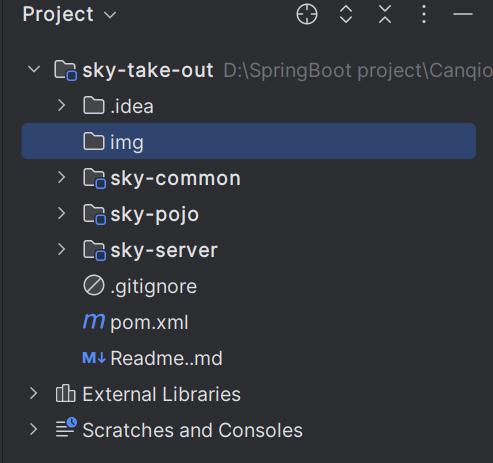 Project
sky-take-out D:\SpringBoot project\Canqio
.idea
img
sky-common
sky-pojo
sky-server
.gitignore
m pom.xml
M↓ Readme..md
External Libraries
Scratches and Consoles